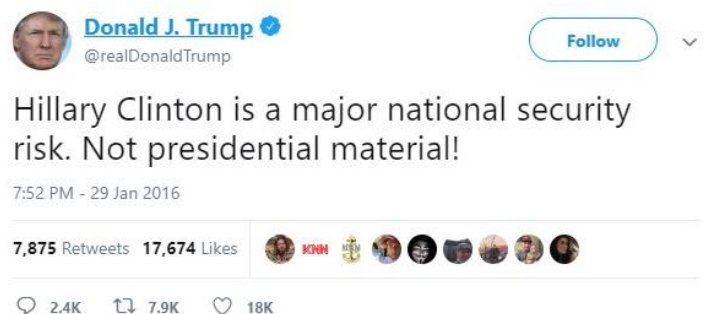 Donald J. Trump
@realDonaldTrump
Follow
Hillary Clinton is a major national security
risk. Not presidential material!
7:52 PM - 29 Jan 2016
7,875 Retweets 17,674 Likes
KNN
2.4K 7.9K 18K